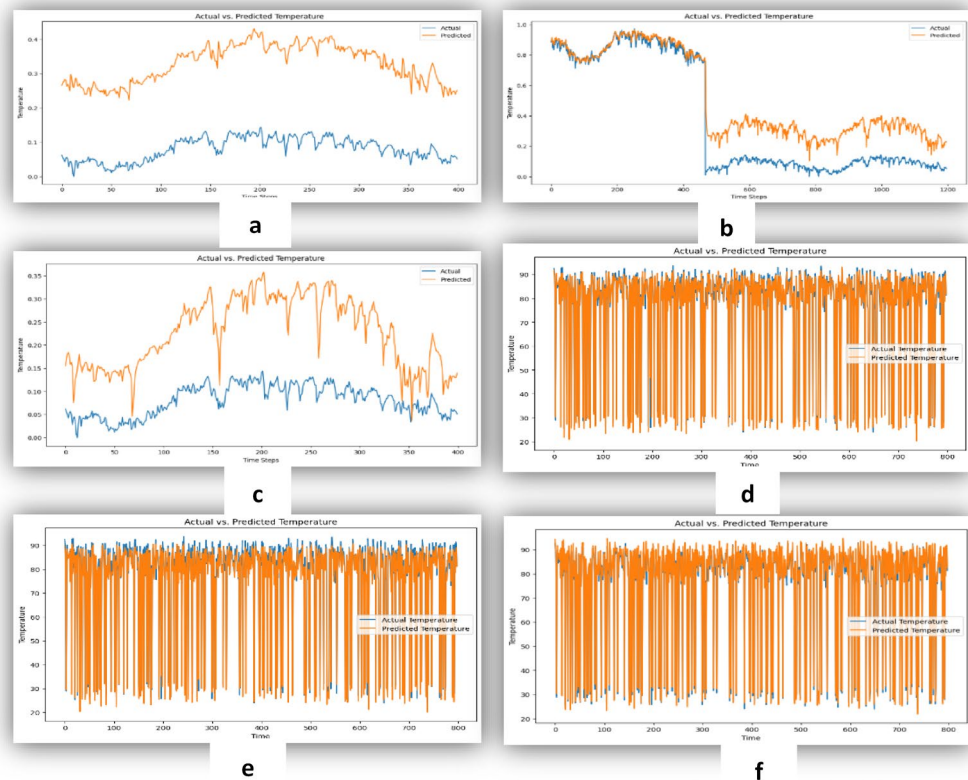 Actual vs. Predicted Temperature
Actual
Predicted
Temperature
0.4
0.3
0.2
0.1
0.0
0
50
100
150
200
250
300
350
400
Time Steps
a
Actual vs. Predicted Temperature
Actual
Predicted
Temperature
1.0
0.8
0.6
0.4
0.2
0.0
0
200
400
600
800
1000
1200
Time Steps
b
Actual vs. Predicted Temperature
Actual
Predicted
Temperature
0.35
0.30
0.25
0.20
0.15
0.10
0.05
0.00
0
50
100
150
200
250
300
350
400
Time Steps
c
Actual vs. Predicted Temperature
Temperature
90
80
70
60
50
40
30
20
Actual Temperature
Predicted Temperature
0
100
200
300
400
500
600
700
800
Time
d
Actual vs. Predicted Temperature
Temperature
90
80
70
60
50
40
30
20
Actual Temperature
Predicted Temperature
0
100
200
300
400
500
600
700
800
Time
e
Actual vs. Predicted Temperature
Temperature
90
80
70
60
50
40
30
20
Actual Temperature
Predicted Temperature
0
100
200
300
400
500
600
700
800
Time
f